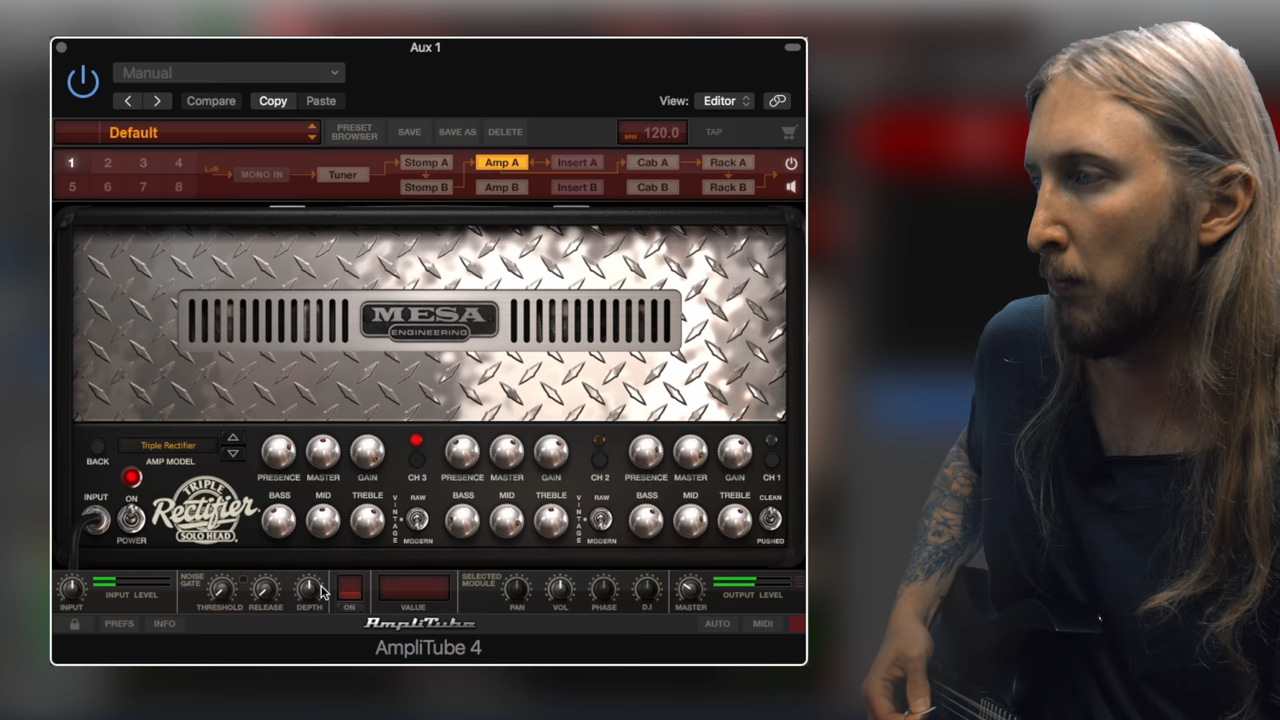 Aux 1
Manual
Compare Copy Paste View: Editor
Default PRESET BROWSER SAVE SAVE AS DELETE BPM 120.0 TAP
1 2 3 4 L+R MONO IN Tuner Stomp A Amp A Insert A Cab A Rack A
5 6 7 8 Stomp B Amp B Insert B Cab B Rack B
MESA
ENGINEERING
Triple Rectifier
BACK AMP MODEL PRESENCE MASTER GAIN CH 3 PRESENCE MASTER GAIN CH 2 PRESENCE MASTER GAIN CH 1
INPUT ON BASS MID TREBLE RAW BASS MID TREBLE RAW BASS MID TREBLE CLEAN
TRIPLE
Rectifier
SOLO HEAD
VINTAGE VINTAGE
POWER MODERN MODERN PUSHED
NOISE GATE SELECTED MODULE
INPUT INPUT LEVEL THRESHOLD RELEASE DEPTH ON VALUE PAN VOL PHASE D.I MASTER OUTPUT LEVEL
PREFS INFO AmpliTube AUTO MIDI
AmpliTube 4